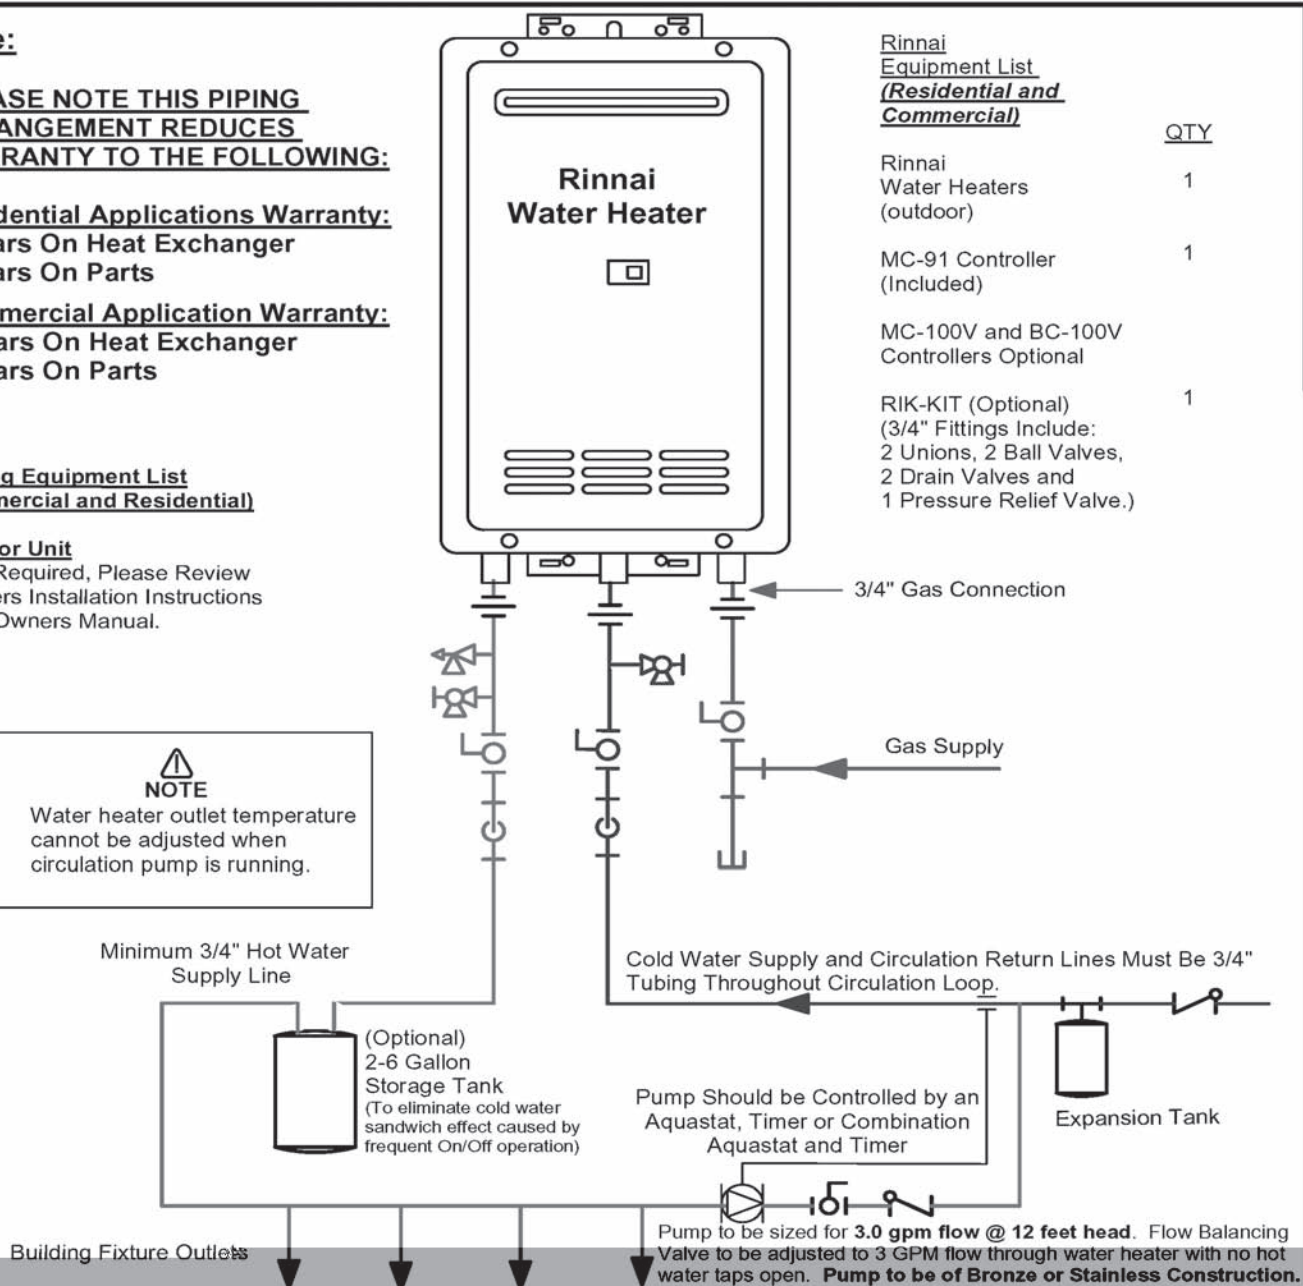 e:
ASE NOTE THIS PIPING
ANGEMENT REDUCES
RRANTY TO THE FOLLOWING:
dential Applications Warranty:
ars On Heat Exchanger
ars On Parts
mercial Application Warranty:
ars On Heat Exchanger
ars On Parts
g Equipment List
mercial and Residential)
or Unit
Required, Please Review
ers Installation Instructions
Owners Manual.
NOTE
Water heater outlet temperature
cannot be adjusted when
circulation pump is running.
Rinnai
Water Heater
Rinnai
Equipment List
(Residential and
Commercial)
QTY
Rinnai
Water Heaters
(outdoor)
1
MC-91 Controller
(Included)
1
MC-100V and BC-100V
Controllers Optional
RIK-KIT (Optional)
(3/4" Fittings Include:
2 Unions, 2 Ball Valves,
2 Drain Valves and
1 Pressure Relief Valve.)
1
3/4" Gas Connection
Gas Supply
Minimum 3/4" Hot Water
Supply Line
Cold Water Supply and Circulation Return Lines Must Be 3/4"
Tubing Throughout Circulation Loop.
(Optional)
2-6 Gallon
Storage Tank
(To eliminate cold water
sandwich effect caused by
frequent On/Off operation)
Pump Should be Controlled by an
Aquastat, Timer or Combination
Aquastat and Timer
Expansion Tank
Building Fixture Outlets
Pump to be sized for 3.0 gpm flow @ 12 feet head. Flow Balancing
Valve to be adjusted to 3 GPM flow through water heater with no hot
water taps open. Pump to be of Bronze or Stainless Construction.